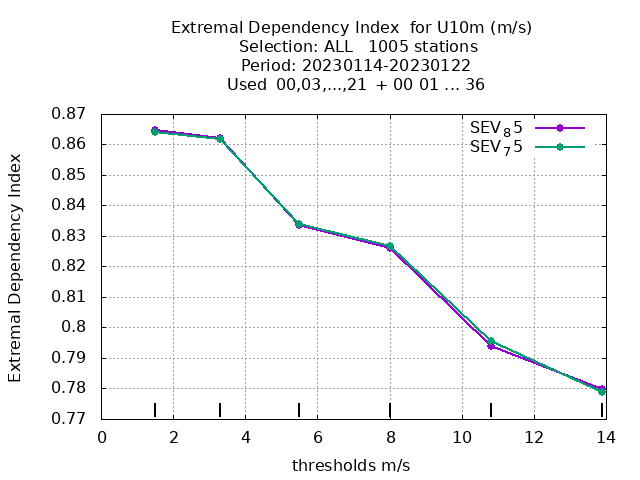 Extremal Dependency Index  for U10m (m/s)
Selection: ALL   1005 stations
Period: 20230114-20230122
Used  00,03,...,21  + 00 01 ... 36
SEV₈5
SEV₇5
0.87
0.86
0.85
0.84
0.83
0.82
0.81
0.8
0.79
0.78
0.77
Extremal Dependency Index
0 2 4 6 8 10 12 14
thresholds m/s